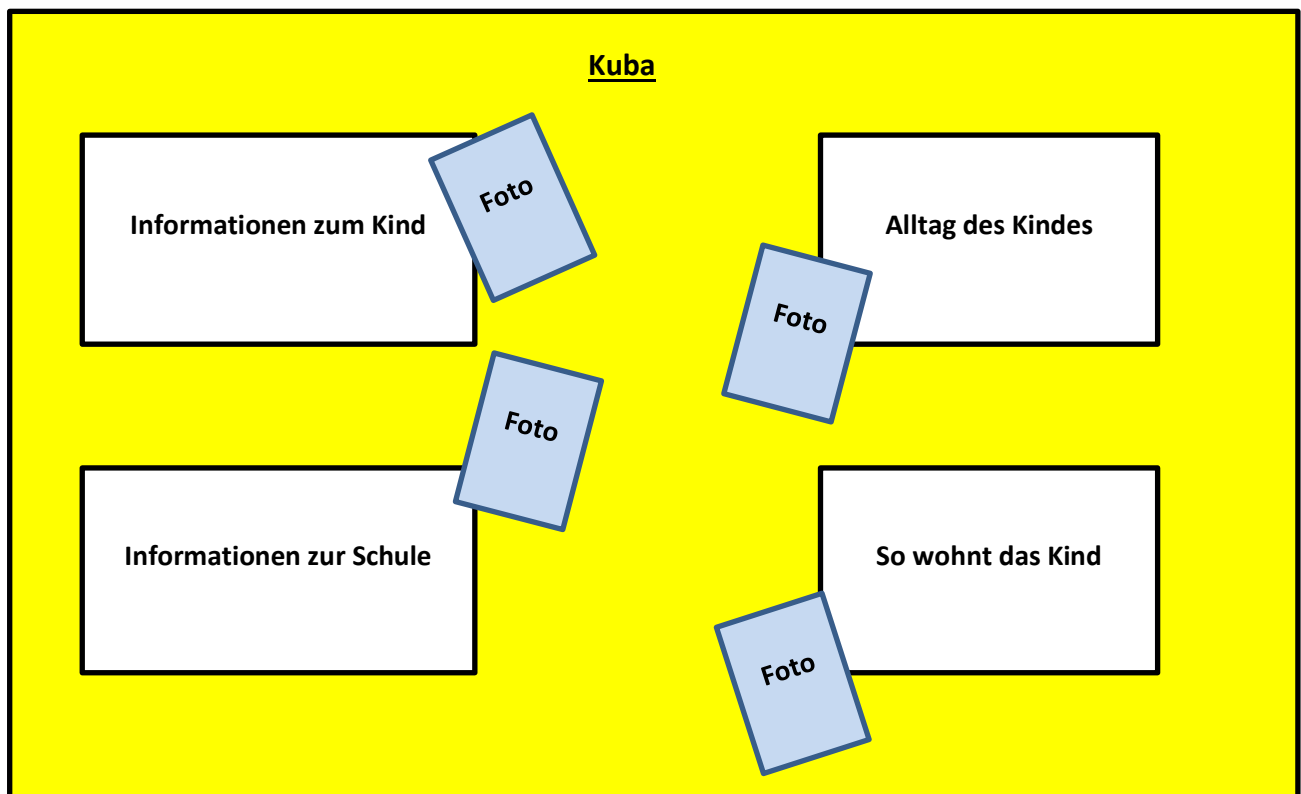 Kuba
Informationen zum Kind
Foto
Alltag des Kindes
Foto
Foto
Informationen zur Schule
So wohnt das Kind
Foto